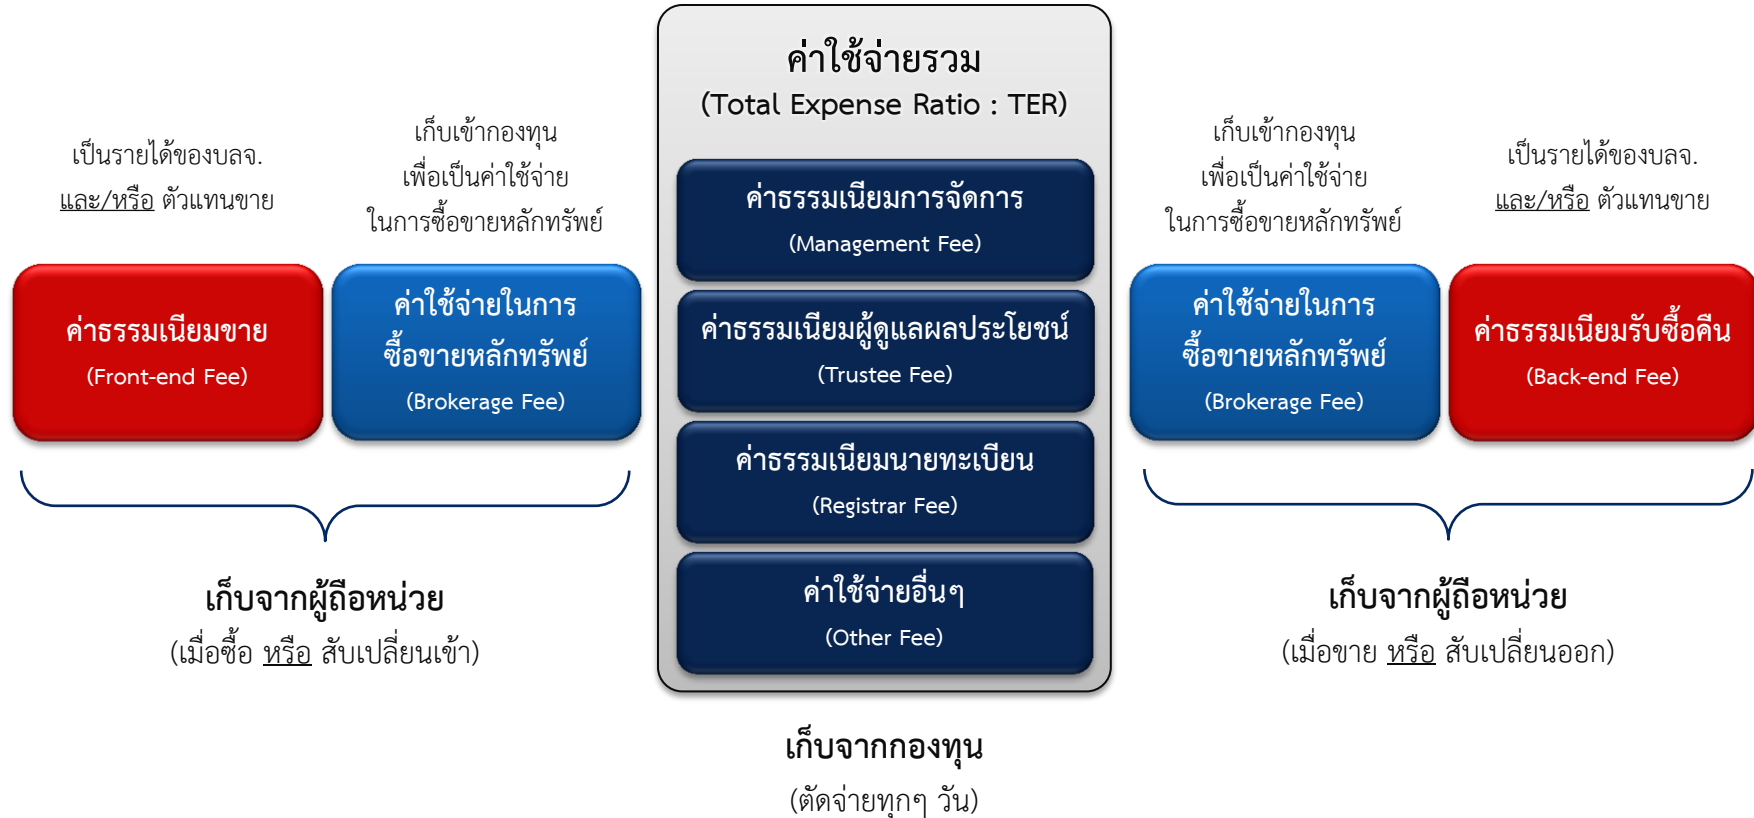 เป็นรายได้ของบลจ.
และ/หรือ ตัวแทนขาย
ค่าธรรมเนียมขาย
(Front-end Fee)
เก็บเข้ากองทุน
เพื่อเป็นค่าใช้จ่าย
ในการซื้อขายหลักทรัพย์
ค่าใช้จ่ายในการ
ซื้อขายหลักทรัพย์
(Brokerage Fee)
เก็บจากผู้ถือหน่วย
(เมื่อซื้อ หรือ สับเปลี่ยนเข้า)
ค่าใช้จ่ายรวม
(Total Expense Ratio : TER)
ค่าธรรมเนียมการจัดการ
(Management Fee)
ค่าธรรมเนียมผู้ดูแลผลประโยชน์
(Trustee Fee)
ค่าธรรมเนียมนายทะเบียน
(Registrar Fee)
ค่าใช้จ่ายอื่นๆ
(Other Fee)
เก็บจากกองทุน
(ตัดจ่ายทุกๆ วัน)
เก็บเข้ากองทุน
เพื่อเป็นค่าใช้จ่าย
ในการซื้อขายหลักทรัพย์
ค่าใช้จ่ายในการ
ซื้อขายหลักทรัพย์
(Brokerage Fee)
เป็นรายได้ของบลจ.
และ/หรือ ตัวแทนขาย
ค่าธรรมเนียมรับซื้อคืน
(Back-end Fee)
เก็บจากผู้ถือหน่วย
(เมื่อขาย หรือ สับเปลี่ยนออก)